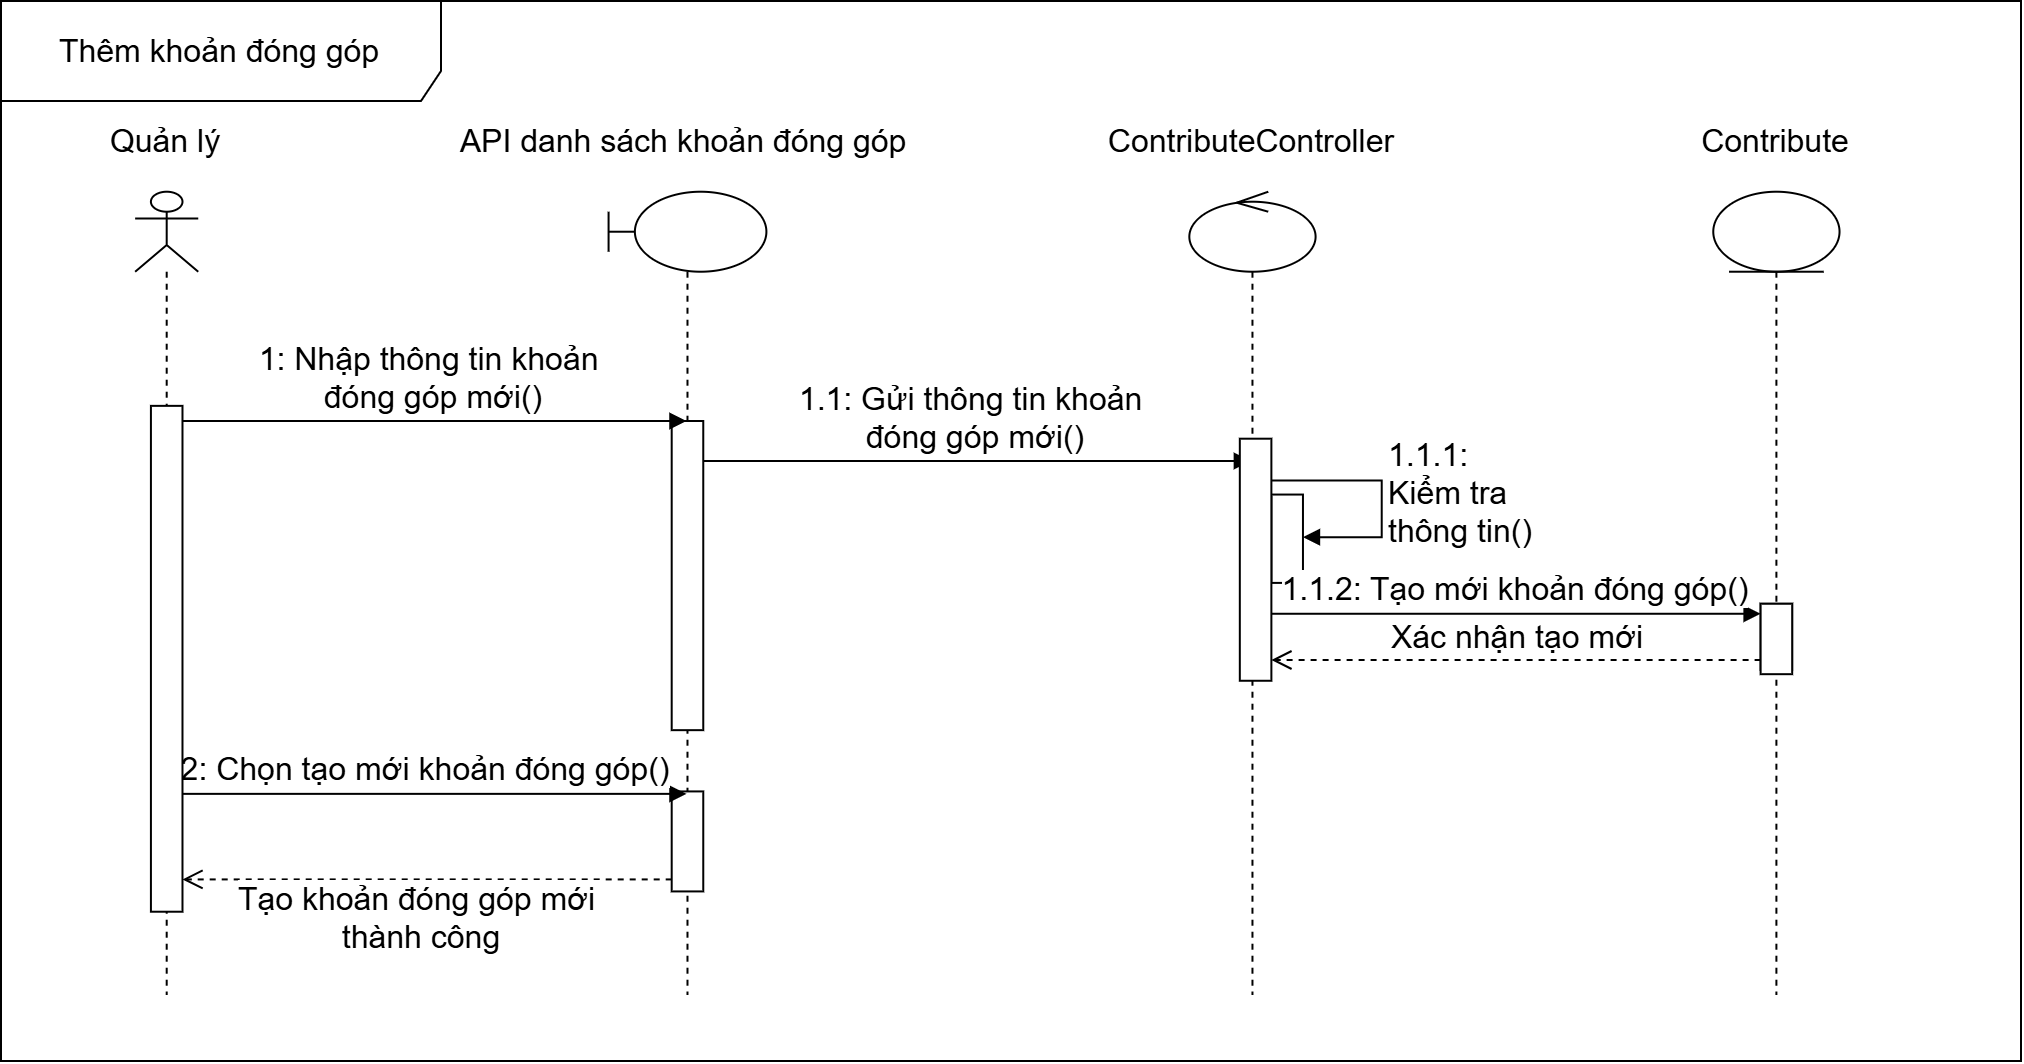 Thêm khoản đóng góp
Quản lý
API danh sách khoản đóng góp
ContributeController
Contribute
1: Nhập thông tin khoản
đóng góp mới()
1.1: Gửi thông tin khoản
đóng góp mới()
1.1.1:
Kiểm tra
thông tin()
1.1.2: Tạo mới khoản đóng góp()
Xác nhận tạo mới
2: Chọn tạo mới khoản đóng góp()
Tạo khoản đóng góp mới
thành công